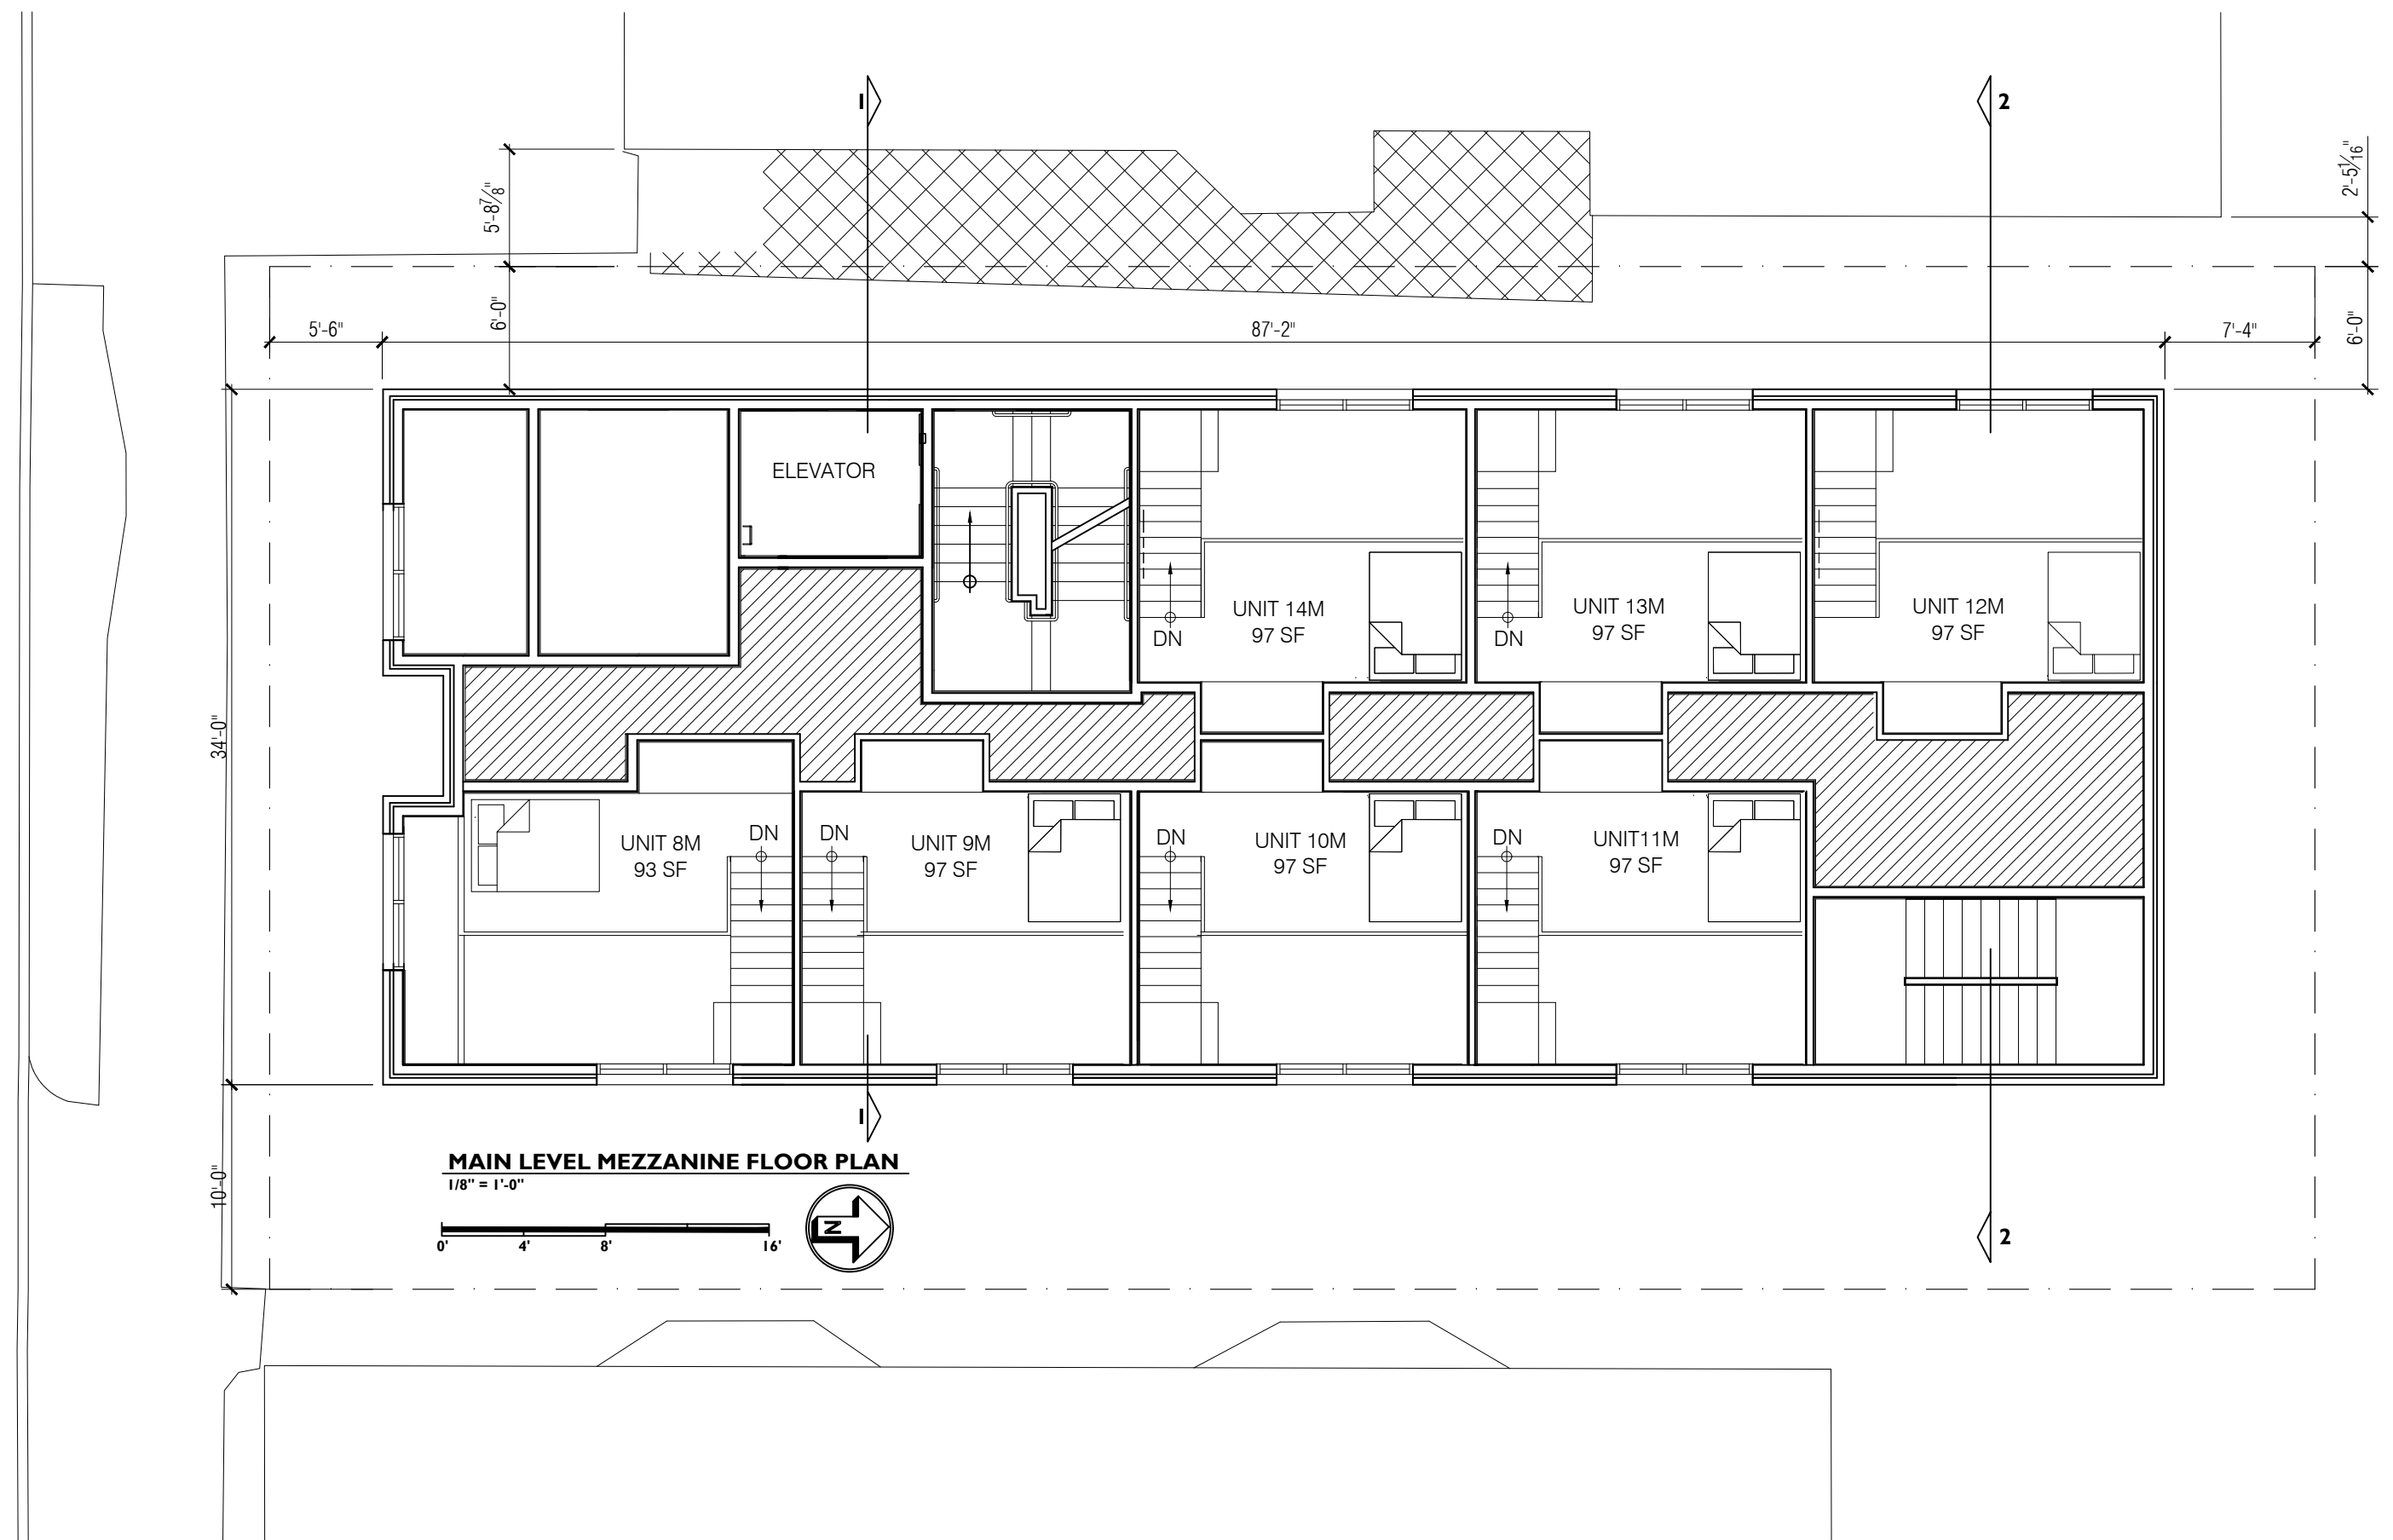 1
2
2'-5 1/16"
5'-8 7/8"
6'-0"
5'-6"
87'-2"
7'-4"
6'-0"
ELEVATOR
UNIT 14M
97 SF
DN
UNIT 13M
97 SF
DN
UNIT 12M
97 SF
34'-0"
UNIT 8M
93 SF
DN
DN
UNIT 9M
97 SF
DN
UNIT 10M
97 SF
DN
UNIT11M
97 SF
1
10'-0"
MAIN LEVEL MEZZANINE FLOOR PLAN
1/8" = 1'-0"
N
0' 4' 8' 16'
2